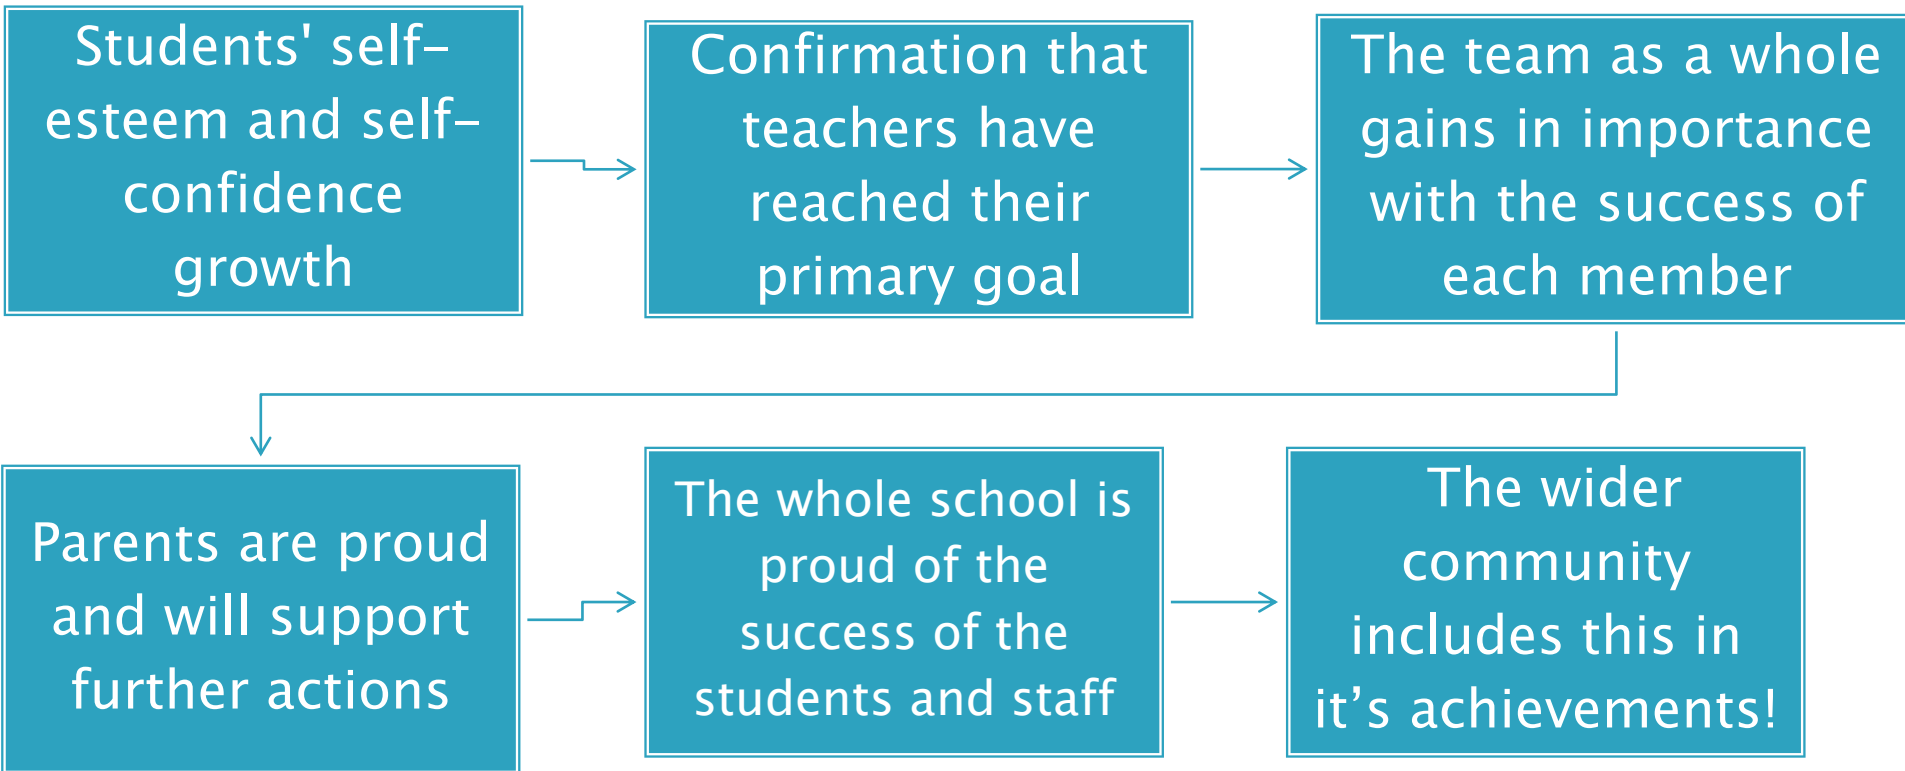 Students' self-
esteem and self-
confidence
growth
Confirmation that
teachers have
reached their
primary goal
The team as a whole
gains in importance
with the success of
each member
Parents are proud
and will support
further actions
The whole school is
proud of the
success of the
students and staff
The wider
community
includes this in
it’s achievements!